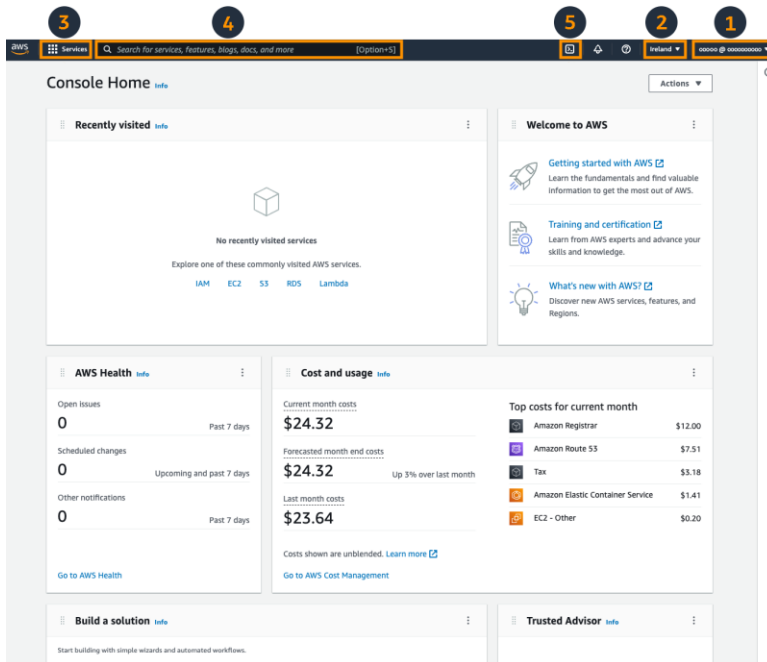 3 4 5 2 1
aws Services Search for services, features, blogs, docs, and more [Option+S] Ireland ▼ ooooo @ oooooooooo ▼
Console Home Info
Actions ▼
Recently visited Info
No recently visited services
Explore one of these commonly visited AWS services.
IAM EC2 S3 RDS Lambda
Welcome to AWS
Getting started with AWS
Learn the fundamentals and find valuable
information to get the most out of AWS.
Training and certification
Learn from AWS experts and advance your
skills and knowledge.
What's new with AWS?
Discover new AWS services, features, and
Regions.
AWS Health Info
Open issues
0 Past 7 days
Scheduled changes
0 Upcoming and past 7 days
Other notifications
0 Past 7 days
Go to AWS Health
Cost and usage Info
Current month costs
$24.32
Forecasted month end costs
$24.32 Up 3% over last month
Last month costs
$23.64
Costs shown are unblended. Learn more
Go to AWS Cost Management
Top costs for current month
Amazon Registrar $12.00
Amazon Route 53 $7.51
Tax $3.18
Amazon Elastic Container Service $1.41
EC2 - Other $0.20
Build a solution Info
Start building with simple wizards and automated workflows.
Trusted Advisor Info